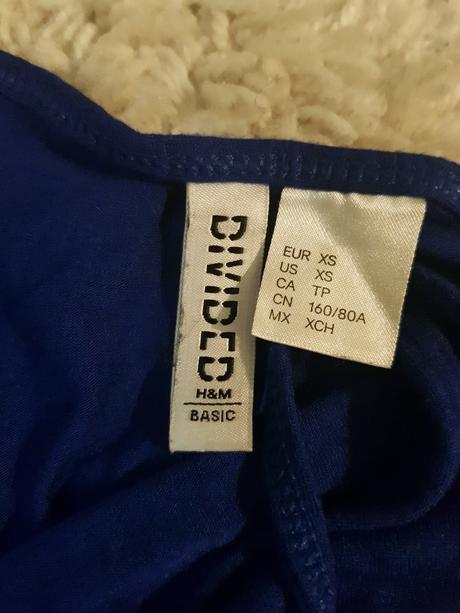 DIVIDED
H&M
BASIC
EUR XS
US XS
CA TP
CN 160/80A
MX XCH